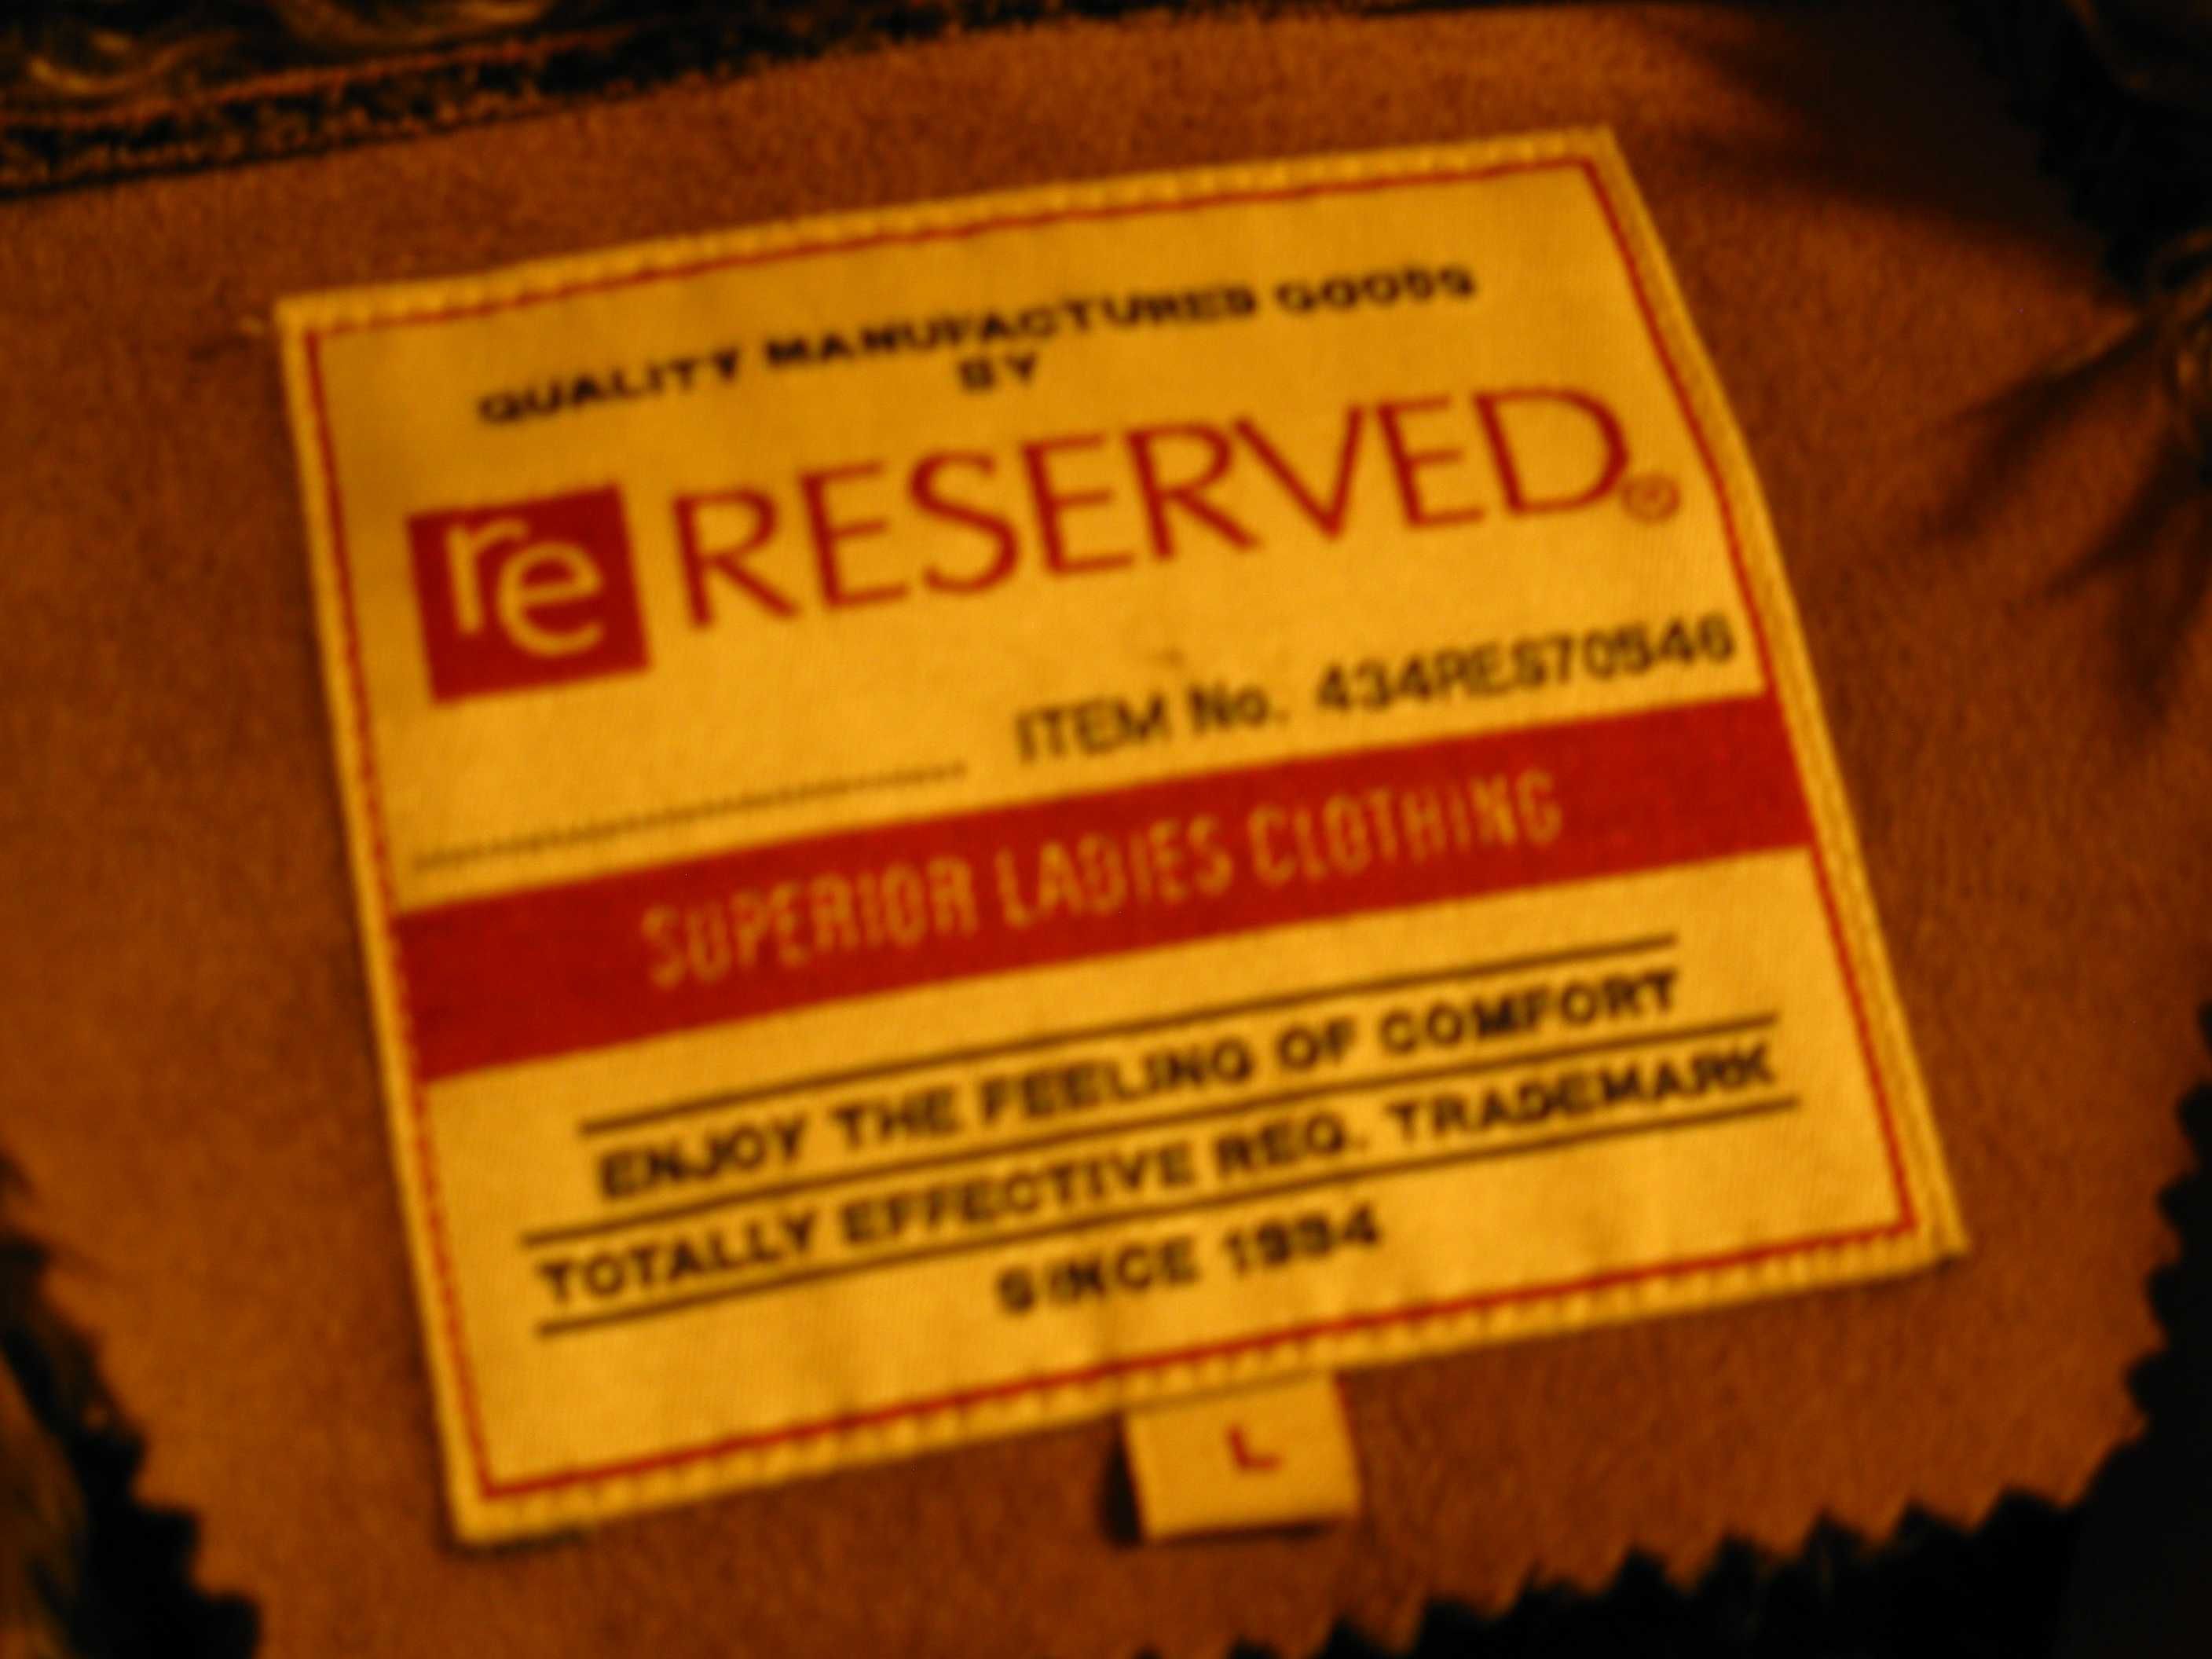 QUALITY MANUFACTURED GOODS
BY
re RESERVED®
ITEM No. 434RES70546
SUPERIOR LADIES CLOTHING
ENJOY THE FEELING OF COMFORT
TOTALLY EFFECTIVE REG. TRADEMARK
SINCE 1994
L